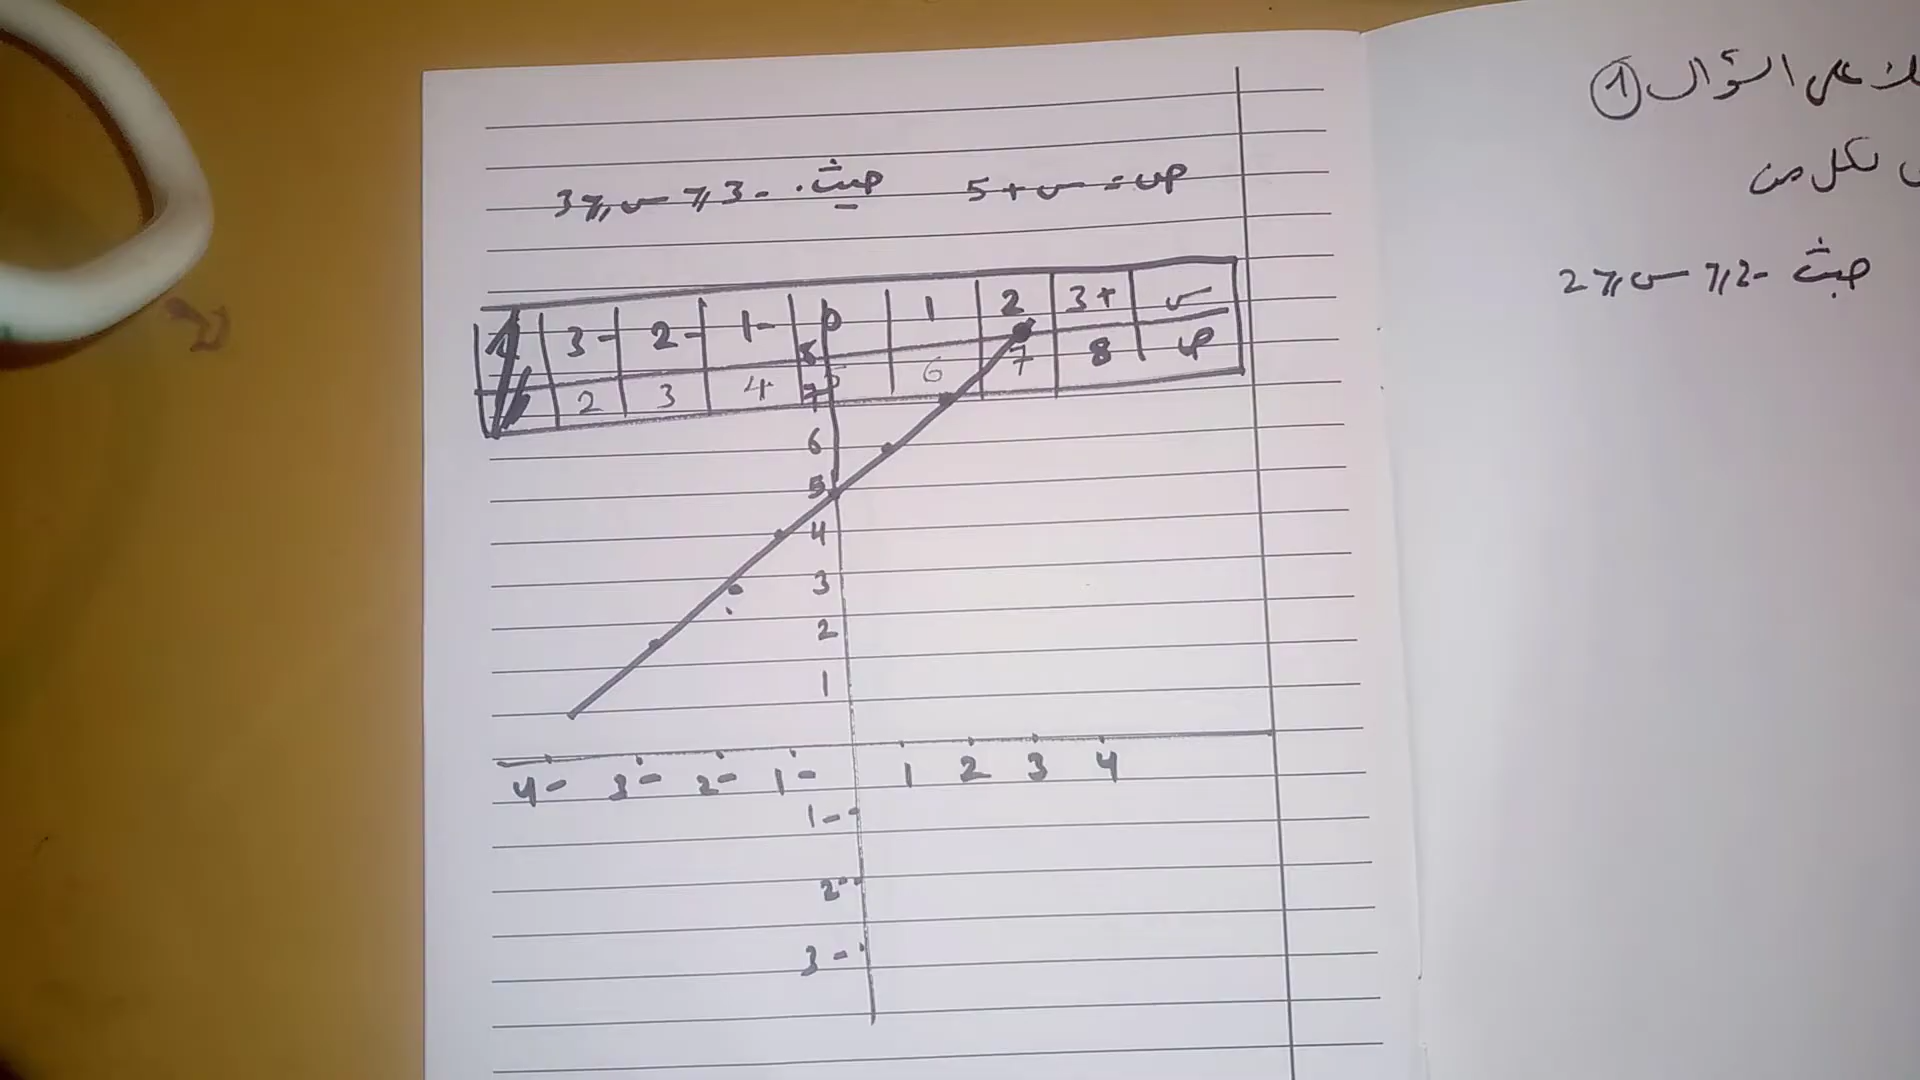 على السؤال ①
لكل من
حيث -2 ≥ س ≥ 2
ص = س + 5 حيث -3 ≥ س ≥ 3
س +3 2 1 0 -1 -2 -3
ص 8 7 6 5 4 3 2
8
7
6
5
4
3
2
1
4- 3- 2- 1- 1 2 3 4
1-
2-
3-